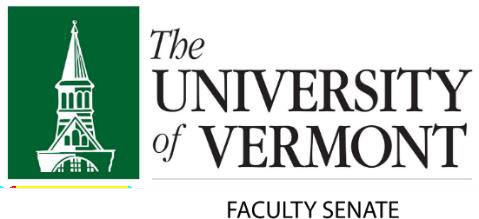 The
UNIVERSITY
of VERMONT
FACULTY SENATE